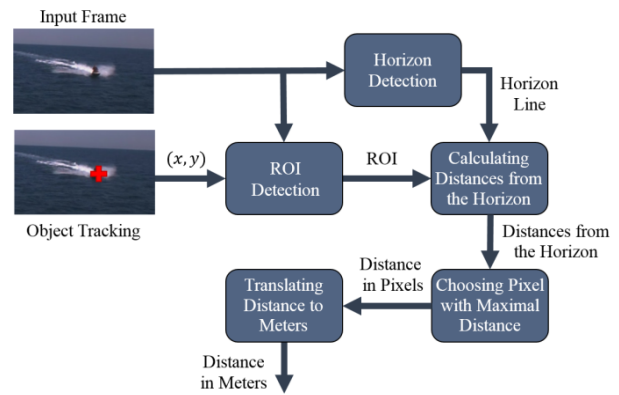 Input Frame
Horizon
Detection
Horizon
Line
(x, y)
ROI
Detection
ROI
Calculating
Distances from
the Horizon
Object Tracking
Distances from
the Horizon
Translating
Distance to
Meters
Distance
in Pixels
Choosing Pixel
with Maximal
Distance
Distance
in Meters